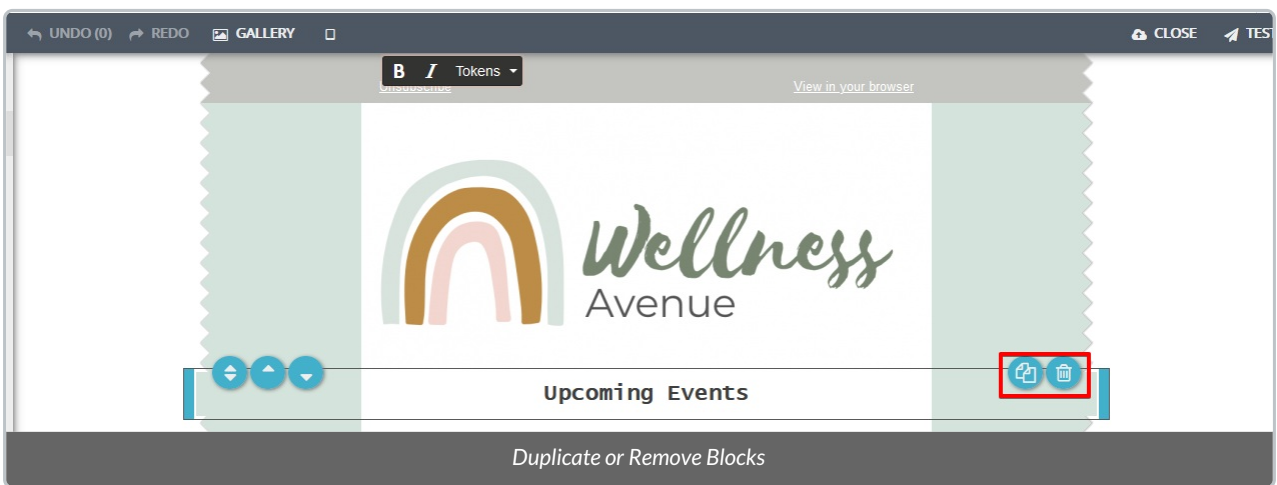 UNDO (0) REDO GALLERY CLOSE TEST
B I Tokens
Unsubscribe View in your browser
Wellness
Avenue
Upcoming Events
Duplicate or Remove Blocks